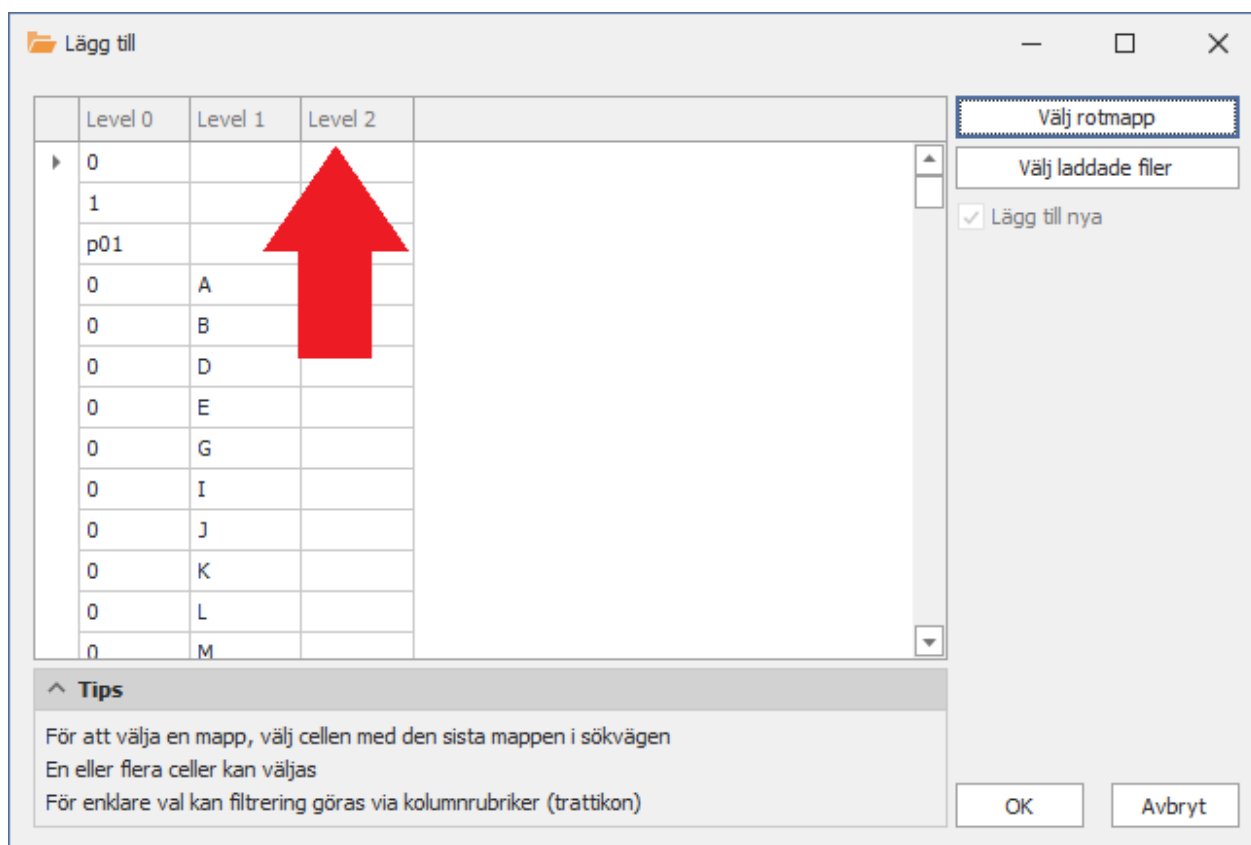 Lägg till
Level 0 Level 1 Level 2
Välj rotmapp
0
Välj laddade filer
1
Lägg till nya
p01
0 A
0 B
0 D
0 E
0 G
0 I
0 J
0 K
0 L
0 M
Tips
För att välja en mapp, välj cellen med den sista mappen i sökvägen
En eller flera celler kan väljas
För enklare val kan filtrering göras via kolumnrubriker (trattikon)
OK Avbryt